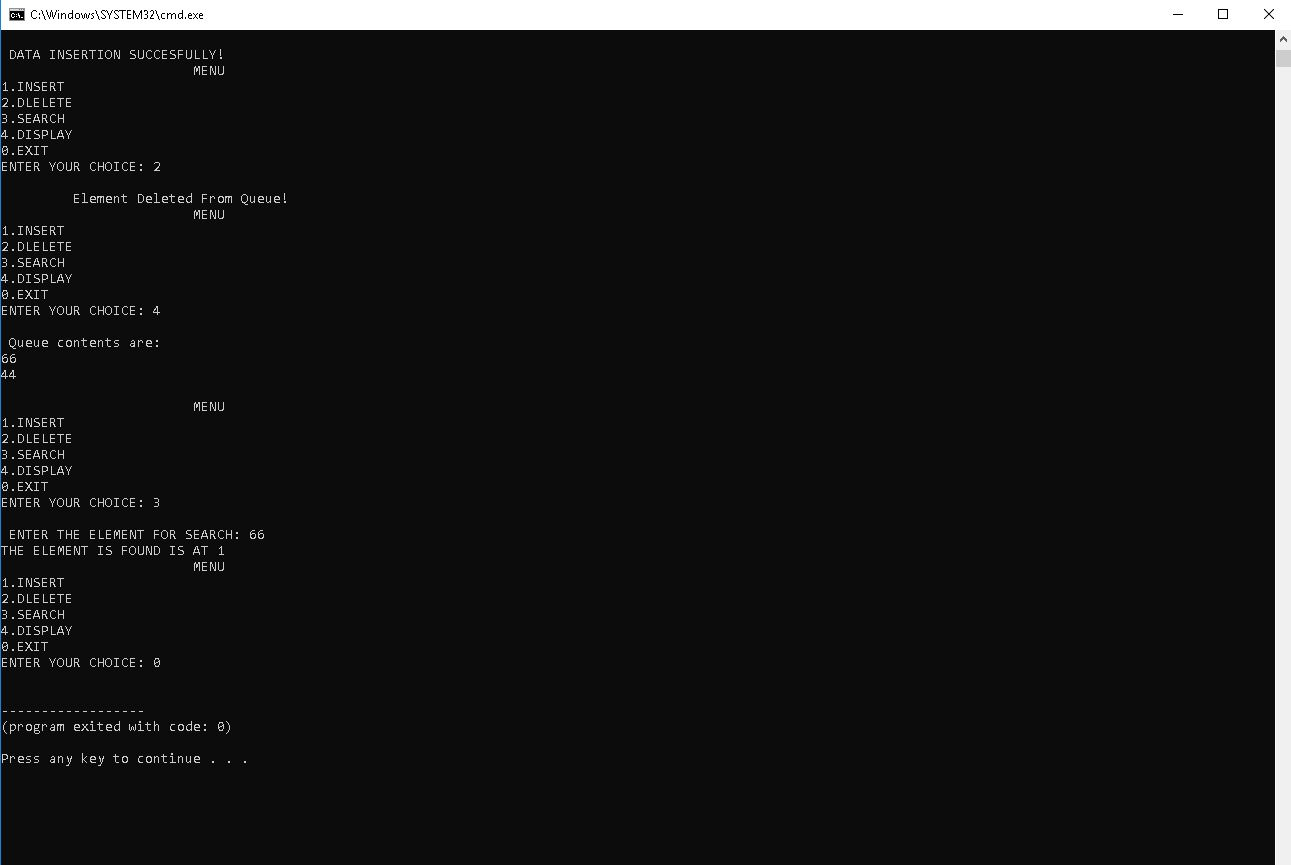 C:\Windows\SYSTEM32\cmd.exe
DATA INSERTION SUCCESFULLY!
MENU
1.INSERT
2.DLELETE
3.SEARCH
4.DISPLAY
0.EXIT
ENTER YOUR CHOICE: 2
Element Deleted From Queue!
MENU
1.INSERT
2.DLELETE
3.SEARCH
4.DISPLAY
0.EXIT
ENTER YOUR CHOICE: 4
Queue contents are:
66
44
MENU
1.INSERT
2.DLELETE
3.SEARCH
4.DISPLAY
0.EXIT
ENTER YOUR CHOICE: 3
ENTER THE ELEMENT FOR SEARCH: 66
THE ELEMENT IS FOUND IS AT 1
MENU
1.INSERT
2.DLELETE
3.SEARCH
4.DISPLAY
0.EXIT
ENTER YOUR CHOICE: 0
------------------
(program exited with code: 0)
Press any key to continue . . .